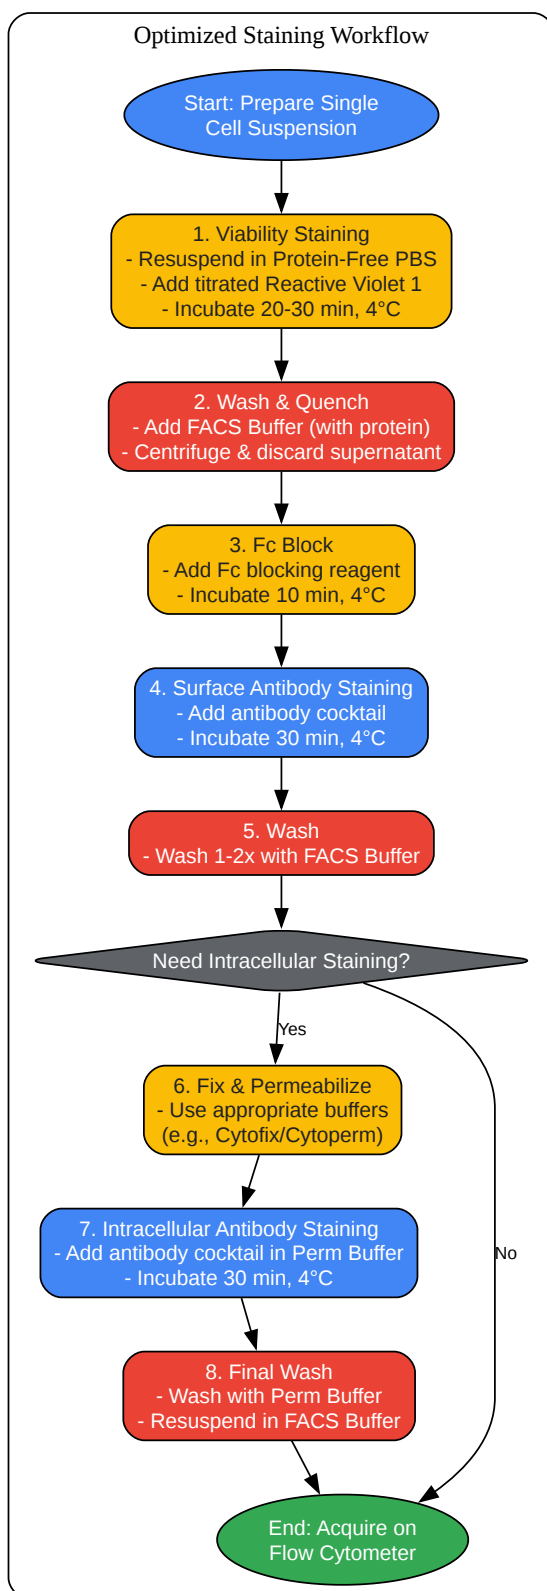 Optimized Staining Workflow
Start: Prepare Single
Cell Suspension
1. Viability Staining
- Resuspend in Protein-Free PBS
- Add titrated Reactive Violet 1
- Incubate 20-30 min, 4°C
2. Wash & Quench
- Add FACS Buffer (with protein)
- Centrifuge & discard supernatant
3. Fc Block
- Add Fc blocking reagent
- Incubate 10 min, 4°C
4. Surface Antibody Staining
- Add antibody cocktail
- Incubate 30 min, 4°C
5. Wash
- Wash 1-2x with FACS Buffer
Need Intracellular Staining?
Yes
6. Fix & Permeabilize
- Use appropriate buffers
(e.g., Cytofix/Cytoperm)
7. Intracellular Antibody Staining
- Add antibody cocktail in Perm Buffer
- Incubate 30 min, 4°C
No
8. Final Wash
- Wash with Perm Buffer
- Resuspend in FACS Buffer
End: Acquire on
Flow Cytometer